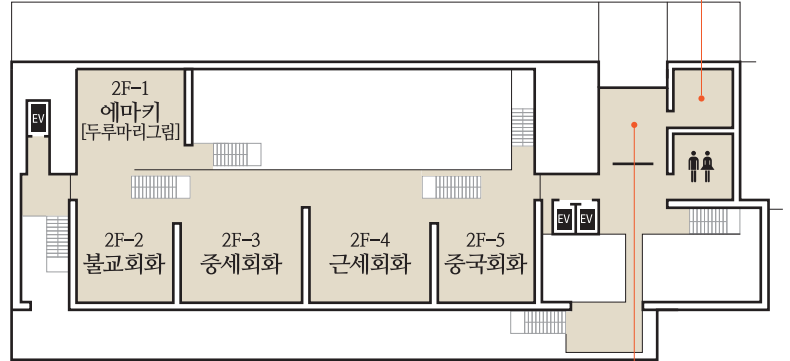 2F-1
에마키
[두루마리그림]
EV
2F-2
불교회화
2F-3
중세회화
2F-4
근세회화
2F-5
중국회화
EV
EV